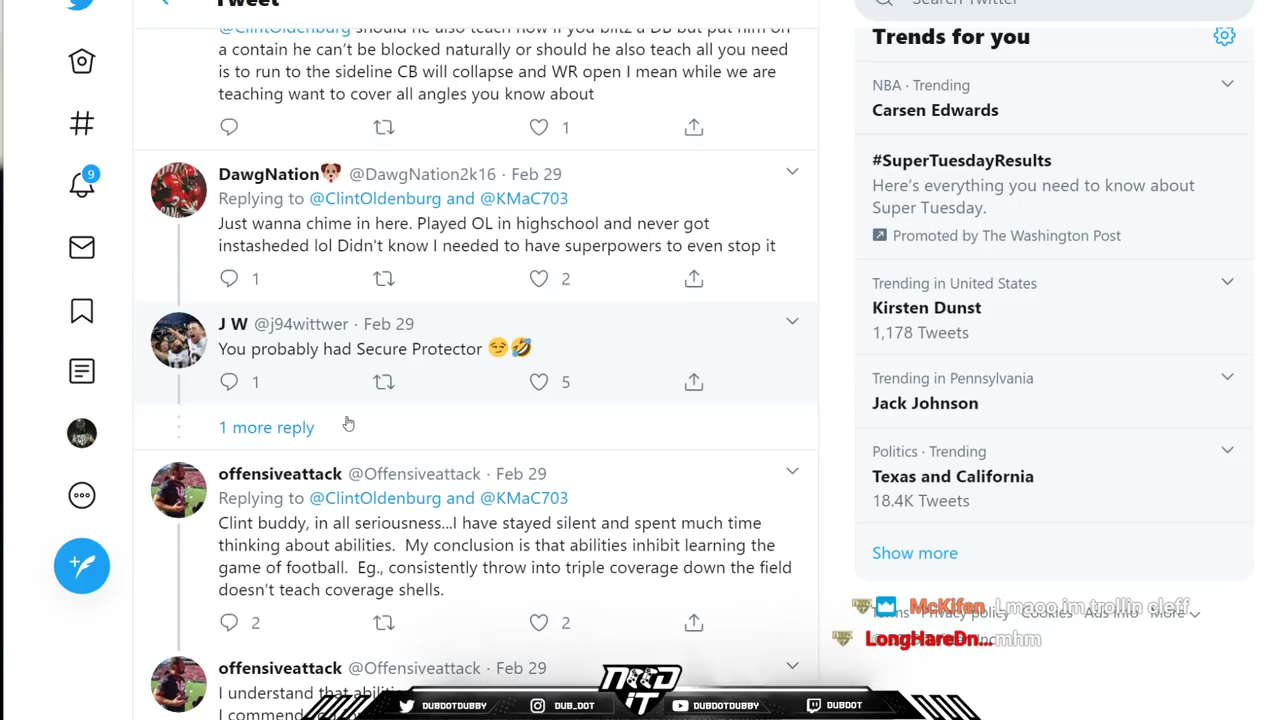 Tweet
Search Twitter
@ClintOldenburg should he also teach how if you blitz a DB but put him on
a contain he can't be blocked naturally or should he also teach all you need
is to run to the sideline CB will collapse and WR open I mean while we are
teaching want to cover all angles you know about
1
DawgNation @DawgNation2k16 · Feb 29
Replying to @ClintOldenburg and @KMaC703
Just wanna chime in here. Played OL in highschool and never got
instasheded lol Didn't know I needed to have superpowers to even stop it
1 2
9
J W @j94wittwer · Feb 29
You probably had Secure Protector 😏🤣
1 5
1 more reply
offensiveattack @Offensiveattack · Feb 29
Replying to @ClintOldenburg and @KMaC703
Clint buddy, in all seriousness...I have stayed silent and spent much time
thinking about abilities. My conclusion is that abilities inhibit learning the
game of football. Eg., consistently throw into triple coverage down the field
doesn't teach coverage shells.
2 2
offensiveattack @Offensiveattack · Feb 29
I understand that
I commend
Trends for you
NBA · Trending
Carsen Edwards
#SuperTuesdayResults
Here's everything you need to know about
Super Tuesday.
Promoted by The Washington Post
Trending in United States
Kirsten Dunst
1,178 Tweets
Trending in Pennsylvania
Jack Johnson
Politics · Trending
Texas and California
18.4K Tweets
Show more
Terms Privacy policy Cookies Ads info More
McKifen Lmaoo im trollin
LongHareDn... mhm
DUBDOTDUBBY DUB_DOT DUBDOTDUBBY DUBDOT